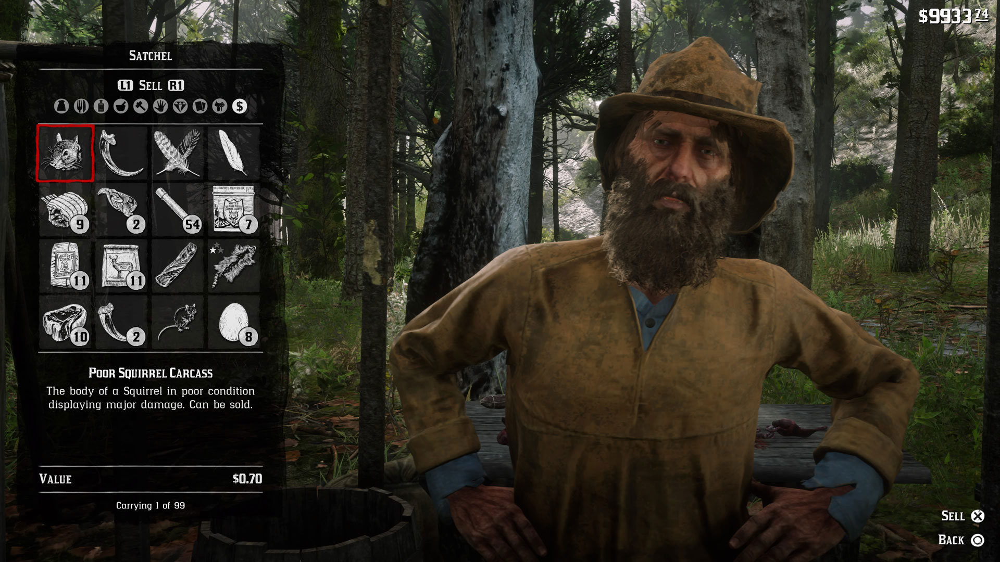 $9933.74
SATCHEL
L1 SELL R1
$
9
2
54
7
11
11
10
2
8
POOR SQUIRREL CARCASS
The body of a Squirrel in poor condition
displaying major damage. Can be sold.
VALUE $0.70
Carrying 1 of 99
SELL
BACK